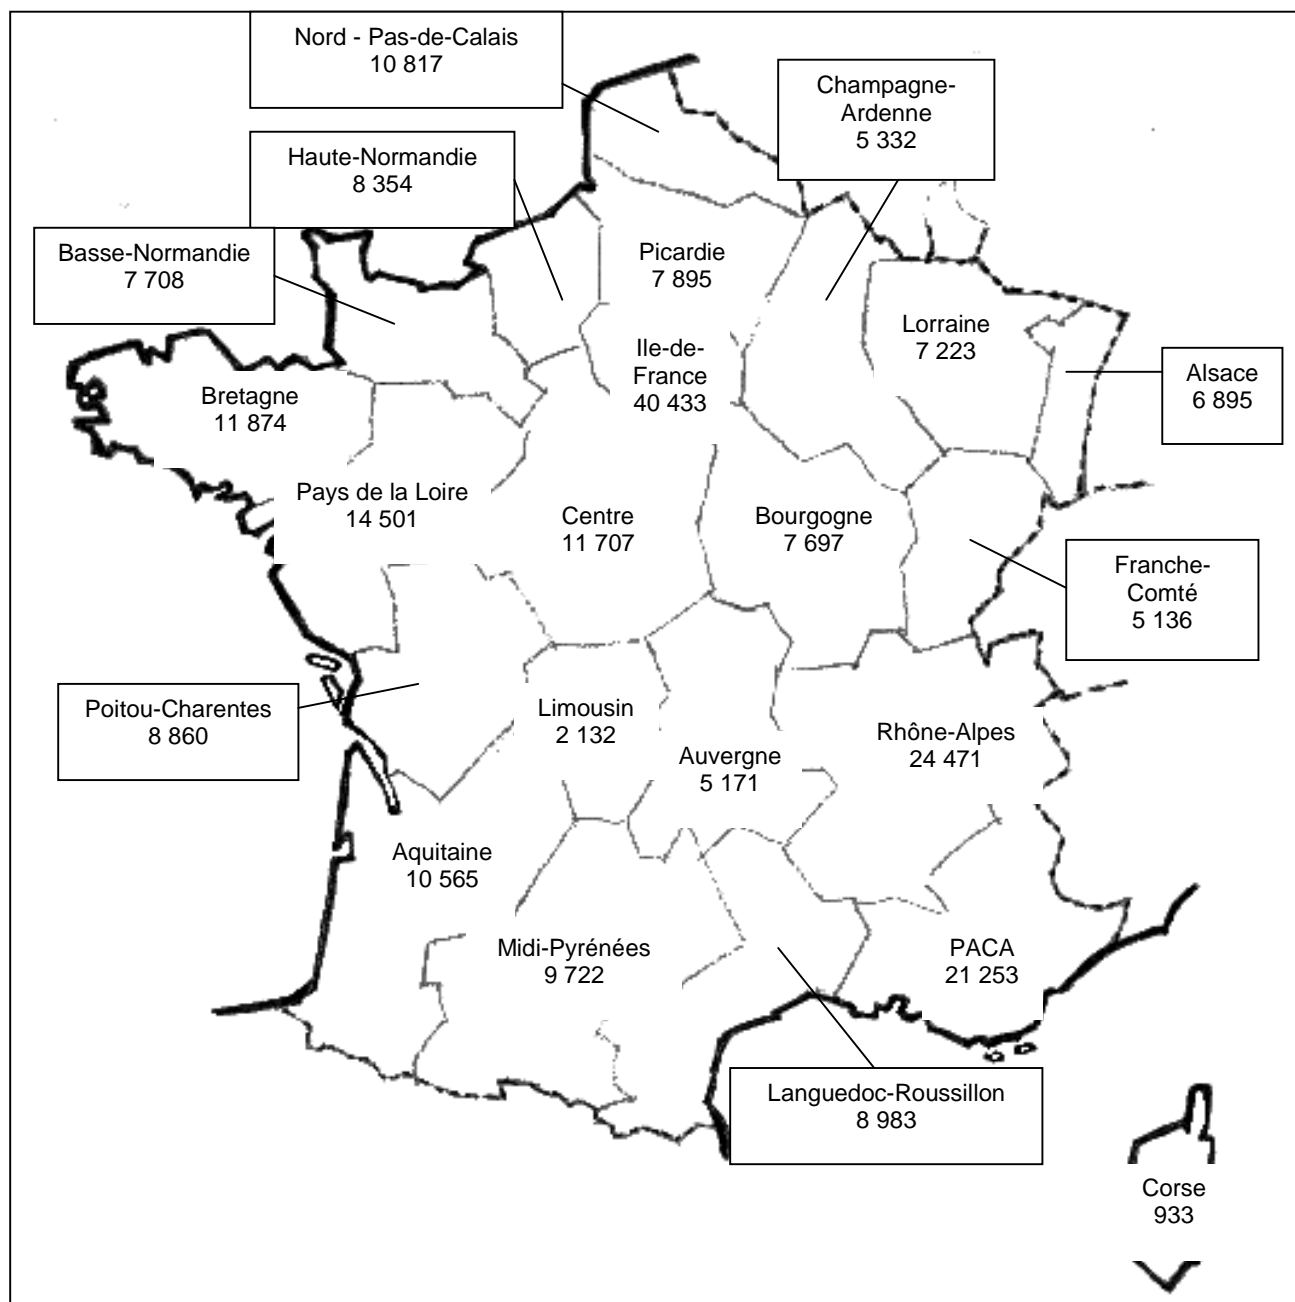 Nord - Pas-de-Calais
10 817
Champagne-
Ardenne
5 332
Haute-Normandie
8 354
Basse-Normandie
7 708
Picardie
7 895
Lorraine
7 223
Ile-de-
France
40 433
Alsace
6 895
Bretagne
11 874
Pays de la Loire
14 501
Centre
11 707
Bourgogne
7 697
Franche-
Comté
5 136
Poitou-Charentes
8 860
Limousin
2 132
Auvergne
5 171
Rhône-Alpes
24 471
Aquitaine
10 565
Midi-Pyrénées
9 722
PACA
21 253
Languedoc-Roussillon
8 983
Corse
933